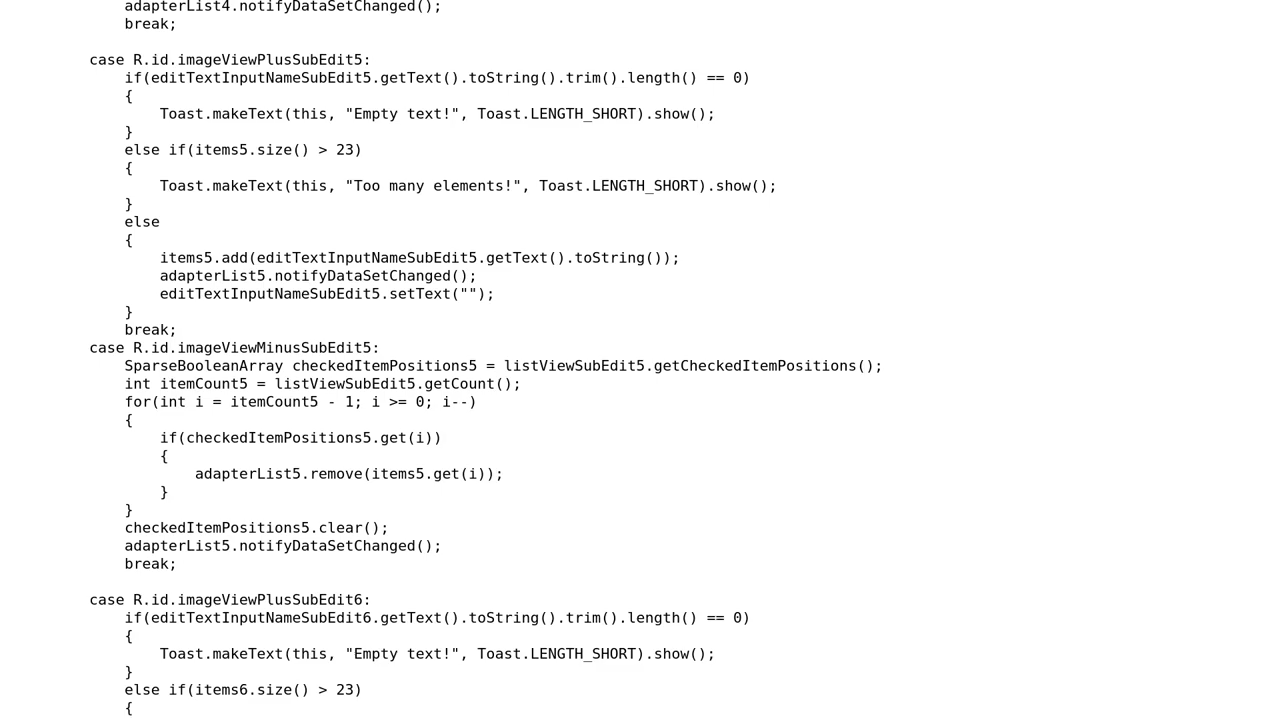 adapterList4.notifyDataSetChanged();
break;
case R.id.imageViewPlusSubEdit5:
if(editTextInputNameSubEdit5.getText().toString().trim().length() == 0)
{
Toast.makeText(this, "Empty text!", Toast.LENGTH_SHORT).show();
}
else if(items5.size() > 23)
{
Toast.makeText(this, "Too many elements!", Toast.LENGTH_SHORT).show();
}
else
{
items5.add(editTextInputNameSubEdit5.getText().toString());
adapterList5.notifyDataSetChanged();
editTextInputNameSubEdit5.setText("");
}
break;
case R.id.imageViewMinusSubEdit5:
SparseBooleanArray checkedItemPositions5 = listViewSubEdit5.getCheckedItemPositions();
int itemCount5 = listViewSubEdit5.getCount();
for(int i = itemCount5 - 1; i >= 0; i--)
{
if(checkedItemPositions5.get(i))
{
adapterList5.remove(items5.get(i));
}
}
checkedItemPositions5.clear();
adapterList5.notifyDataSetChanged();
break;
case R.id.imageViewPlusSubEdit6:
if(editTextInputNameSubEdit6.getText().toString().trim().length() == 0)
{
Toast.makeText(this, "Empty text!", Toast.LENGTH_SHORT).show();
}
else if(items6.size() > 23)
{